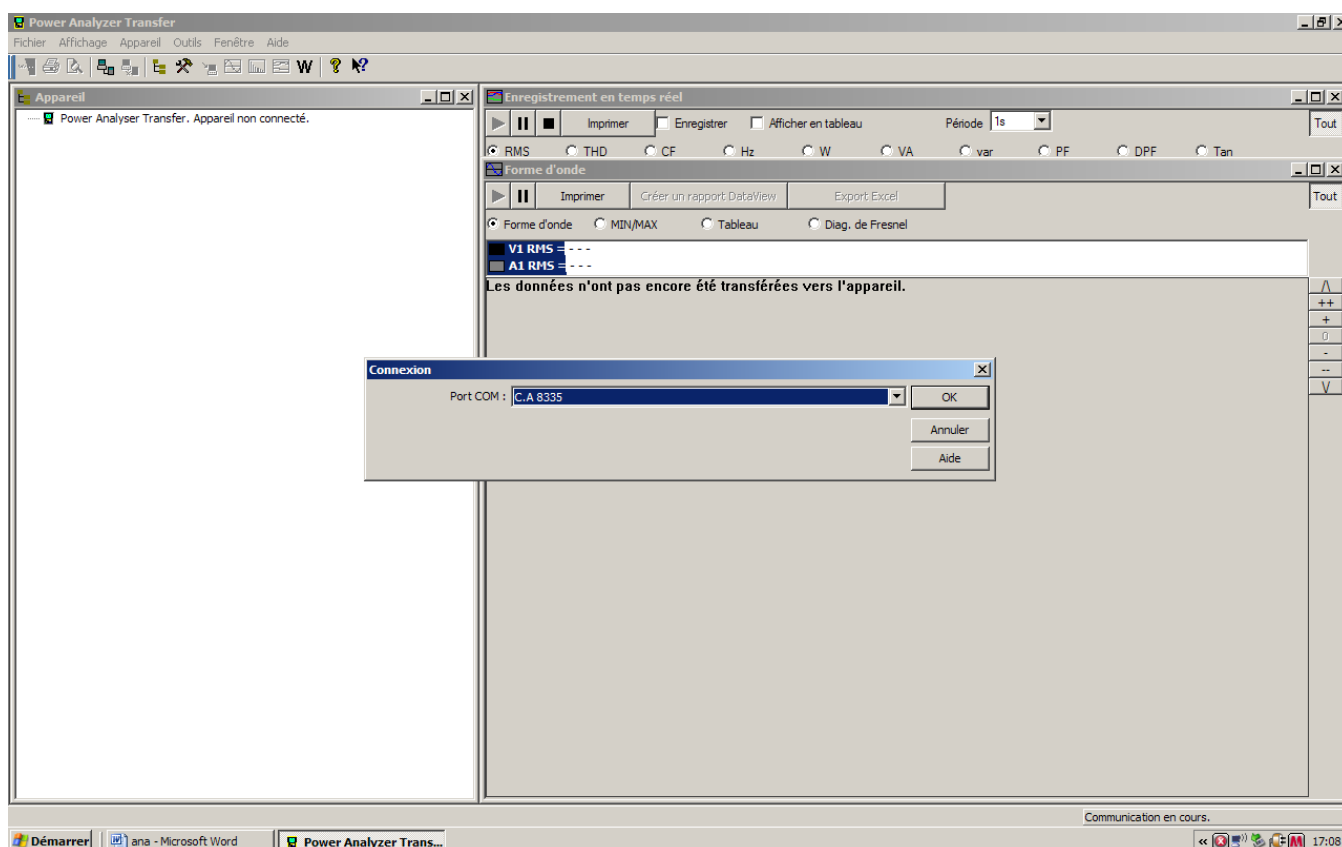 Power Analyzer Transfer
Fichier Affichage Appareil Outils Fenêtre Aide
W ? ?
Appareil
Power Analyser Transfer. Appareil non connecté.
Enregistrement en temps réel
Imprimer Enregistrer Afficher en tableau Période 1s Tout
RMS THD CF Hz W VA var PF DPF Tan
Forme d'onde
Imprimer Créer un rapport DataView Export Excel Tout
Forme d'onde MIN/MAX Tableau Diag. de Fresnel
V1 RMS = - - -
A1 RMS = - - -
Les données n'ont pas encore été transférées vers l'appareil.
/\
++
+
0
-
--
\/
Connexion
Port COM : C.A 8335 OK
Annuler
Aide
Communication en cours.
Démarrer ana - Microsoft Word Power Analyzer Trans... « 17:08